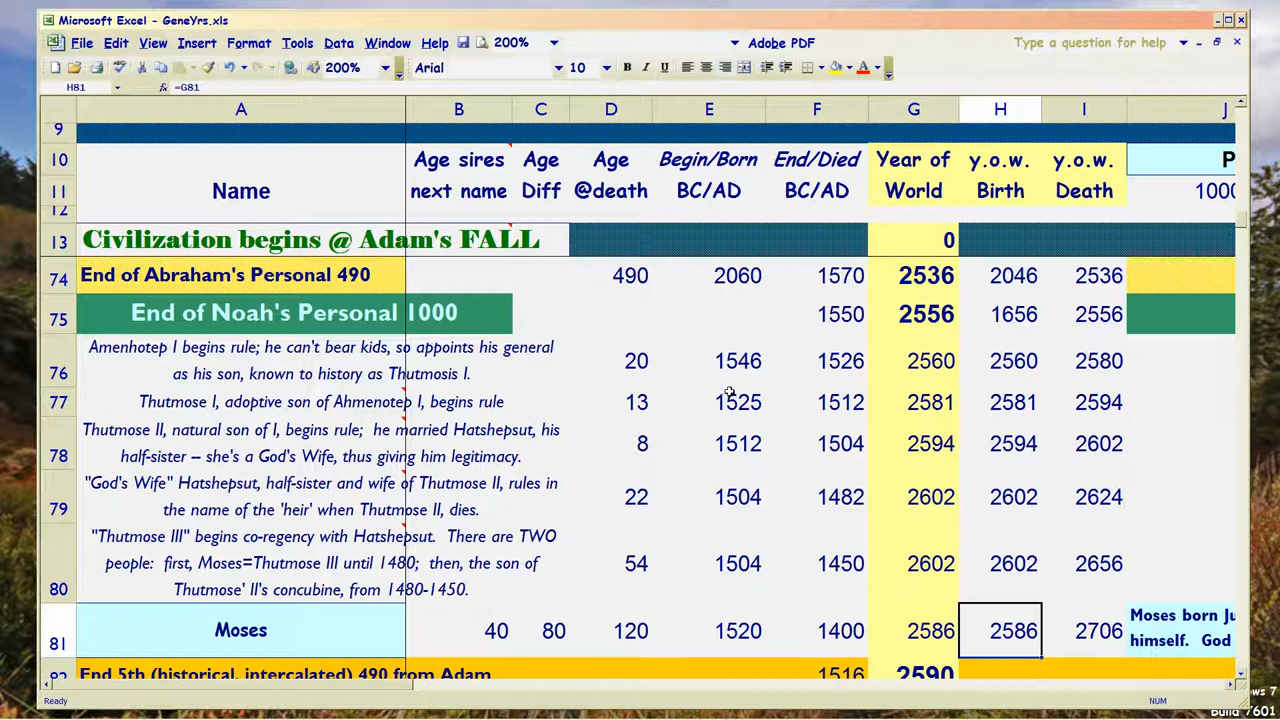 Microsoft Excel - GeneYrs.xls
File Edit View Insert Format Tools Data Window Help 200% Adobe PDF Type a question for help
200% Arial 10 B I U A
H81 fx =G81
A B C D E F G H I J
9
10 Age sires Age Age Begin/Born End/Died Year of y.o.w. y.o.w. P
11 Name next name Diff @death BC/AD BC/AD World Birth Death 1000
12
13 Civilization begins @ Adam's FALL 0
74 End of Abraham's Personal 490 490 2060 1570 2536 2046 2536
75 End of Noah's Personal 1000 1550 2556 1656 2556
Amenhotep I begins rule; he can't bear kids, so appoints his general
76 as his son, known to history as Thutmosis I. 20 1546 1526 2560 2560 2580
77 Thutmose I, adoptive son of Ahmenotep I, begins rule 13 1525 1512 2581 2581 2594
Thutmose II, natural son of I, begins rule; he married Hatshepsut, his
78 half-sister – she's a God's Wife, thus giving him legitimacy. 8 1512 1504 2594 2594 2602
"God's Wife" Hatshepsut, half-sister and wife of Thutmose II, rules in
79 the name of the 'heir' when Thutmose II, dies. 22 1504 1482 2602 2602 2624
"Thutmose III" begins co-regency with Hatshepsut. There are TWO
people: first, Moses=Thutmose III until 1480; then, the son of 54 1504 1450 2602 2602 2656
80 Thutmose' II's concubine, from 1480-1450.
81 Moses 40 80 120 1520 1400 2586 2586 2706 Moses born Ju
himself. God
82 End 5th (historical, intercalated) 490 from Adam 1516 2590
Ready NUM
ws 7
Build 7601